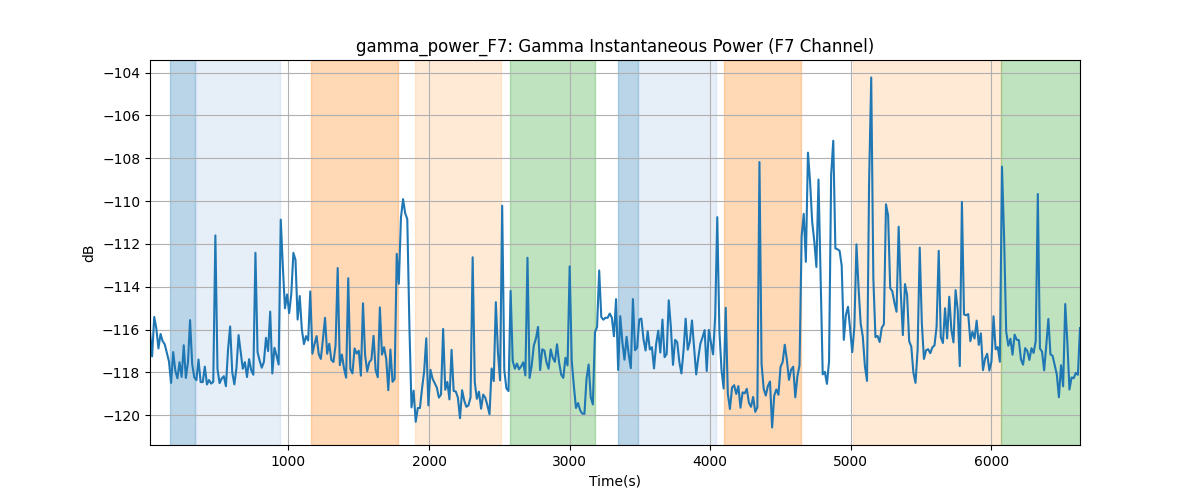 gamma_power_F7: Gamma Instantaneous Power (F7 Channel)
−104
−106
−108
−110
−112
−114
−116
−118
−120
dB
1000 2000 3000 4000 5000 6000
Time(s)